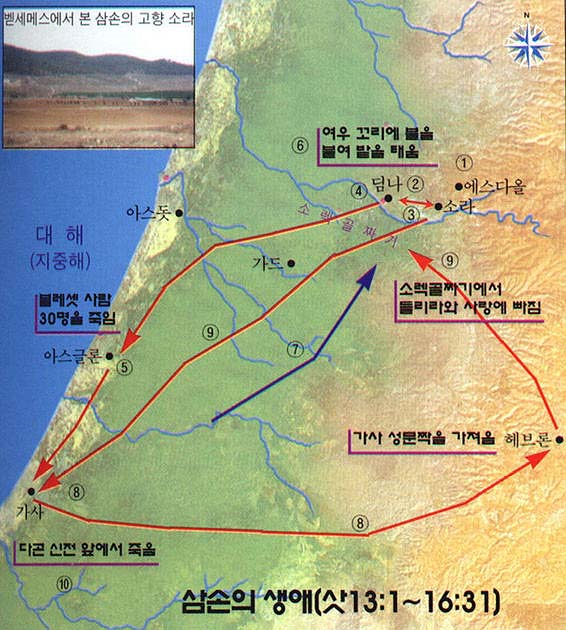 벧세메스에서 본 삼손의 고향 소라
N
여우 꼬리에 불을
붙여 밭을 태움
⑥
①
④
딤나
②
에스다올
소라
③
소 렉 골 짜 기
아스돗
대 해
(지중해)
가드
⑨
소렉골짜기에서
들리라와 사랑에 빠짐
블레셋 사람
30명을 죽임
⑨
⑦
아스글론
⑤
가사 성문짝을 가져옴
헤브론
⑧
가사
⑧
다곤 신전 앞에서 죽음
⑩
삼손의 생애(삿13:1~16:31)